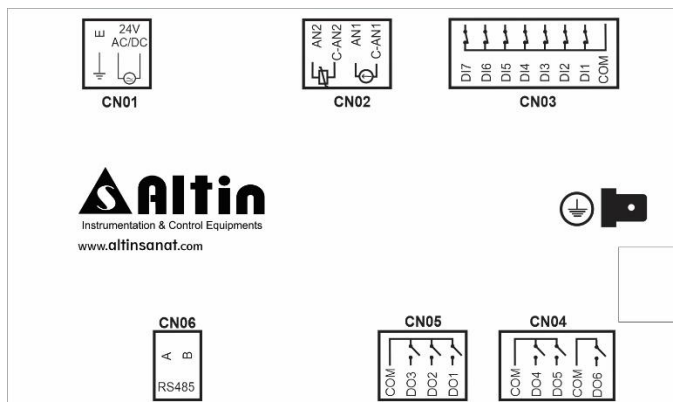 E 24V AC/DC
CN01
AN2 C-AN2 AN1 C-AN1
CN02
DI7 DI6 DI5 DI4 DI3 DI2 DI1 COM
CN03
S Altin
Instrumentation & Control Equipments
www.altinsanat.com
CN06
A B
RS485
CN05
COM DO3 DO2 DO1
CN04
COM DO4 DO5 COM DO6